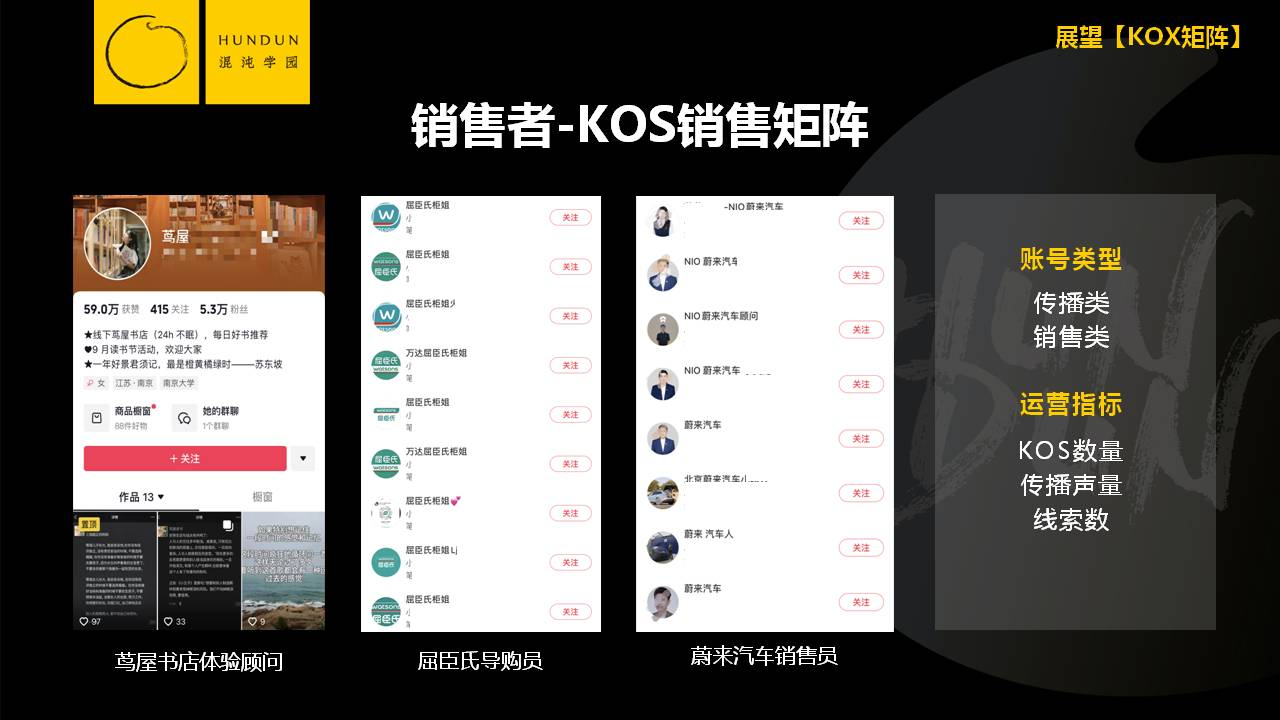 HUNDUN
混沌学园
展望【KOX矩阵】
销售者-KOS销售矩阵
茑屋
59.0万 获赞 415 关注 5.3万 粉丝
★线下茑屋书店（24h 不眠），每日好书推荐
♥9 月读书节活动，欢迎大家
★一年好景君须记，最是橙黄橘绿时———苏东坡
女 江苏·南京 南京大学
商品橱窗
88件好物
她的群聊
1个群聊
+ 关注
作品 13 ▼
橱窗
置顶
97
33
9
茑屋书店体验顾问
屈臣氏柜姐
小
笔
关注
屈臣氏柜姐
关注
屈臣氏柜姐
关注
万达屈臣氏柜姐
小
笔
关注
屈臣氏柜姐
小
笔
关注
万达屈臣氏柜姐
小
笔
关注
屈臣氏柜姐💕
小
笔
关注
屈臣氏柜姐
关注
屈臣氏柜姐
关注
屈臣氏导购员
-NIO 蔚来汽车
关注
NIO 蔚来汽车
关注
NIO 蔚来汽车顾问
关注
NIO 蔚来汽车
关注
蔚来汽车
关注
北京蔚来汽车
关注
蔚来 汽车人
关注
蔚来汽车
关注
蔚来汽车销售员
账号类型
传播类
销售类
运营指标
KOS数量
传播声量
线索数